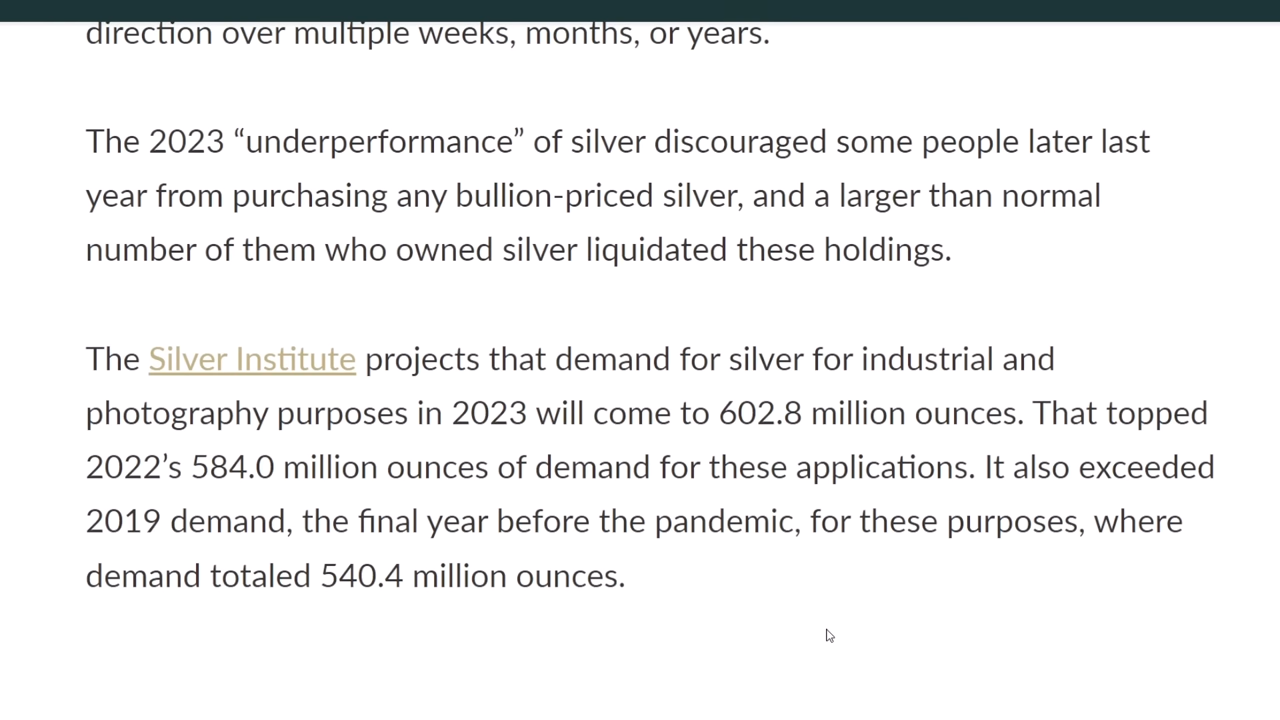 direction over multiple weeks, months, or years.
The 2023 “underperformance” of silver discouraged some people later last
year from purchasing any bullion-priced silver, and a larger than normal
number of them who owned silver liquidated these holdings.
The Silver Institute projects that demand for silver for industrial and
photography purposes in 2023 will come to 602.8 million ounces. That topped
2022’s 584.0 million ounces of demand for these applications. It also exceeded
2019 demand, the final year before the pandemic, for these purposes, where
demand totaled 540.4 million ounces.